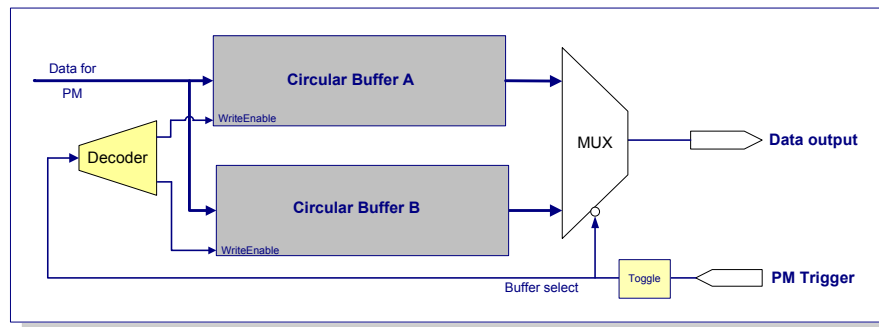 Data for
PM
Circular Buffer A
WriteEnable
Decoder
MUX
Data output
Circular Buffer B
WriteEnable
Buffer select
Toggle
PM Trigger